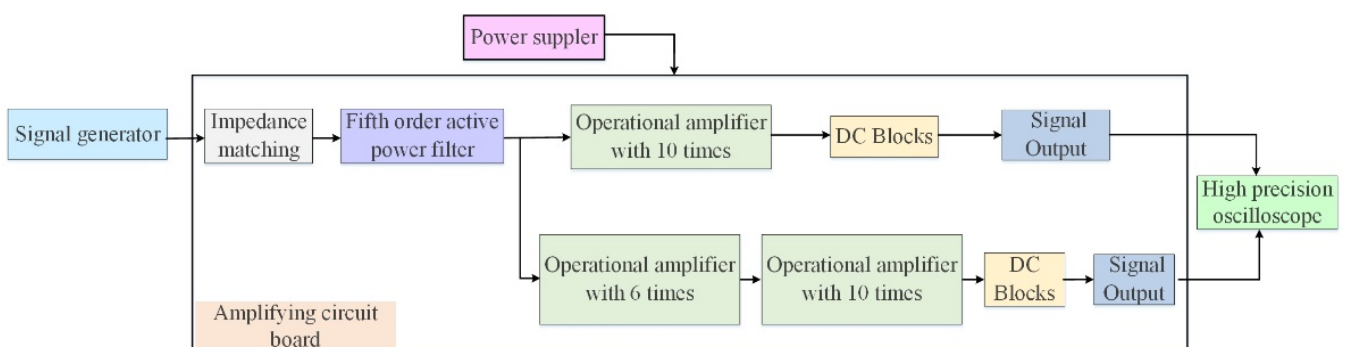 Power suppler
Signal generator
Impedance
matching
Fifth order active
power filter
Operational amplifier
with 10 times
DC Blocks
Signal
Output
High precision
oscilloscope
Operational amplifier
with 6 times
Operational amplifier
with 10 times
DC
Blocks
Signal
Output
Amplifying circuit
board